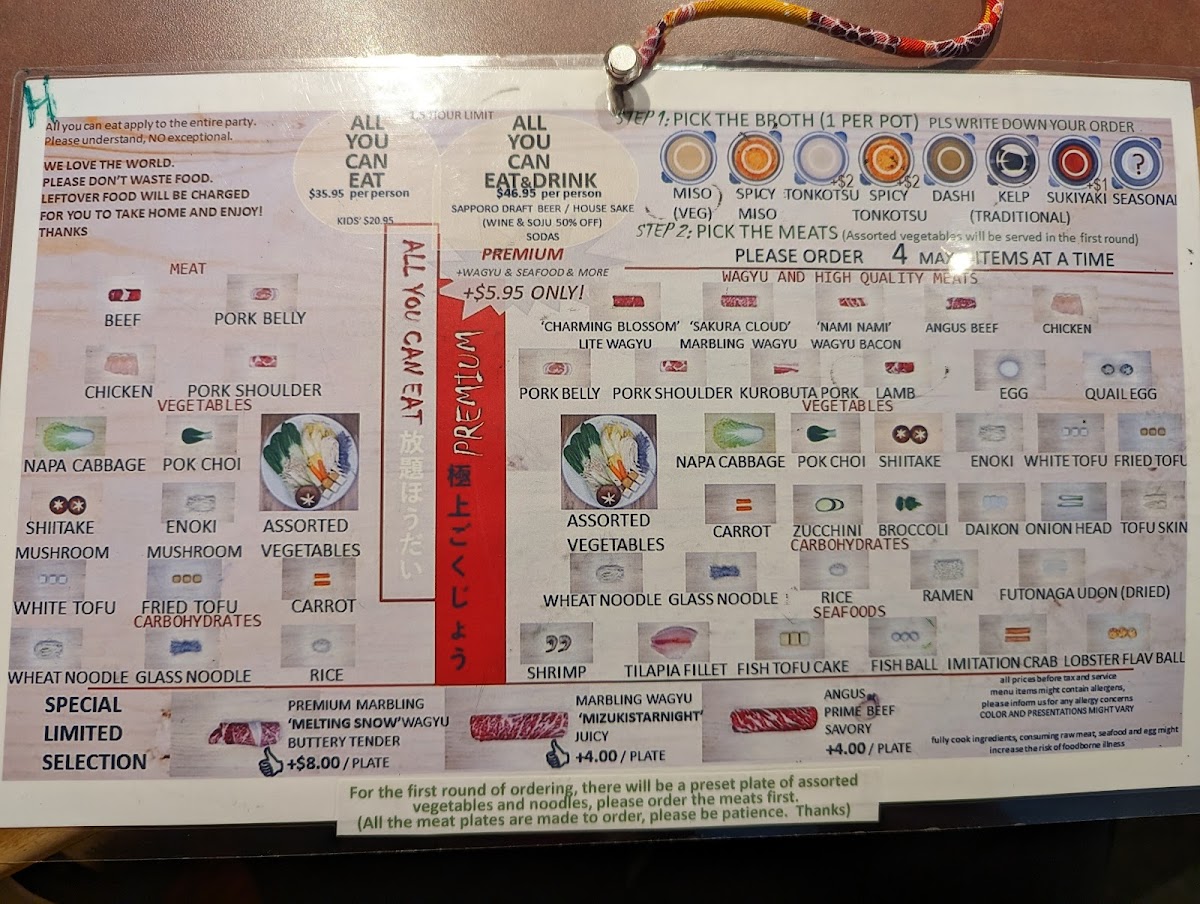 H
All you can eat apply to the entire party.
Please understand, NO exceptional.
WE LOVE THE WORLD.
PLEASE DON'T WASTE FOOD.
LEFTOVER FOOD WILL BE CHARGED
FOR YOU TO TAKE HOME AND ENJOY!
THANKS
HOUR LIMIT
ALL
YOU
CAN
EAT
$35.95 per person
KIDS' $20.95
ALL
YOU
CAN
EAT&DRINK
$46.95 per person
SAPPORO DRAFT BEER / HOUSE SAKE
(WINE & SOJU 50% OFF)
SODAS
PREMIUM
+WAGYU & SEAFOOD & MORE
+$5.95 ONLY!
STEP 1; PICK THE BROTH (1 PER POT) PLS WRITE DOWN YOUR ORDER
MISO
(VEG)
SPICY
MISO
TONKOTSU
+$2
SPICY
TONKOTSU
+$2
DASHI
KELP
(TRADITIONAL)
SUKIYAKI
+$1
SEASONAL
?
STEP 2; PICK THE MEATS (Assorted vegetables will be served in the first round)
PLEASE ORDER 4 MAX ITEMS AT A TIME
MEAT
BEEF
PORK BELLY
CHICKEN
PORK SHOULDER
VEGETABLES
NAPA CABBAGE
POK CHOI
SHIITAKE
MUSHROOM
ENOKI
MUSHROOM
ASSORTED
VEGETABLES
WHITE TOFU
FRIED TOFU
CARROT
CARBOHYDRATES
WHEAT NOODLE
GLASS NOODLE
RICE
ALL YOU CAN EAT 放題ほうだい
PREMIUM 極上ごくじょう
WAGYU AND HIGH QUALITY MEATS
'CHARMING BLOSSOM'
LITE WAGYU
'SAKURA CLOUD'
MARBLING WAGYU
'NAMI NAMI'
WAGYU BACON
ANGUS BEEF
CHICKEN
PORK BELLY
PORK SHOULDER
KUROBUTA PORK
LAMB
EGG
QUAIL EGG
VEGETABLES
ASSORTED
VEGETABLES
NAPA CABBAGE
POK CHOI
SHIITAKE
ENOKI
WHITE TOFU
FRIED TOFU
CARROT
ZUCCHINI
BROCCOLI
DAIKON
ONION HEAD
TOFU SKIN
CARBOHYDRATES
WHEAT NOODLE
GLASS NOODLE
RICE
RAMEN
FUTONAGA UDON (DRIED)
SEAFOODS
SHRIMP
TILAPIA FILLET
FISH TOFU CAKE
FISH BALL
IMITATION CRAB
LOBSTER FLAV BALL
SPECIAL
LIMITED
SELECTION
PREMIUM MARBLING
'MELTING SNOW'WAGYU
BUTTERY TENDER
+$8.00 / PLATE
MARBLING WAGYU
'MIZUKISTARNIGHT'
JUICY
+$4.00 / PLATE
ANGUS
PRIME BEEF
SAVORY
+4.00 / PLATE
all prices before tax and service
menu items might contain allergens,
please inform us for any allergy concerns
COLOR AND PRESENTATIONS MIGHT VARY
fully cook ingredients, consuming raw meat, seafood and egg might
increase the risk of foodborne illness
For the first round of ordering, there will be a preset plate of assorted
vegetables and noodles, please order the meats first.
(All the meat plates are made to order, please be patience. Thanks)